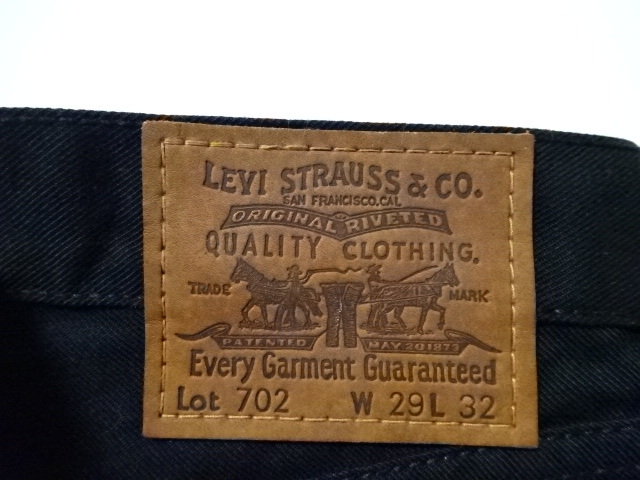 LEVI STRAUSS & CO.
SAN FRANCISCO, CAL
ORIGINAL RIVETED
QUALITY CLOTHING.
TRADE MARK
PATENTED MAY 20 1873
Every Garment Guaranteed
Lot 702 W 29 L 32